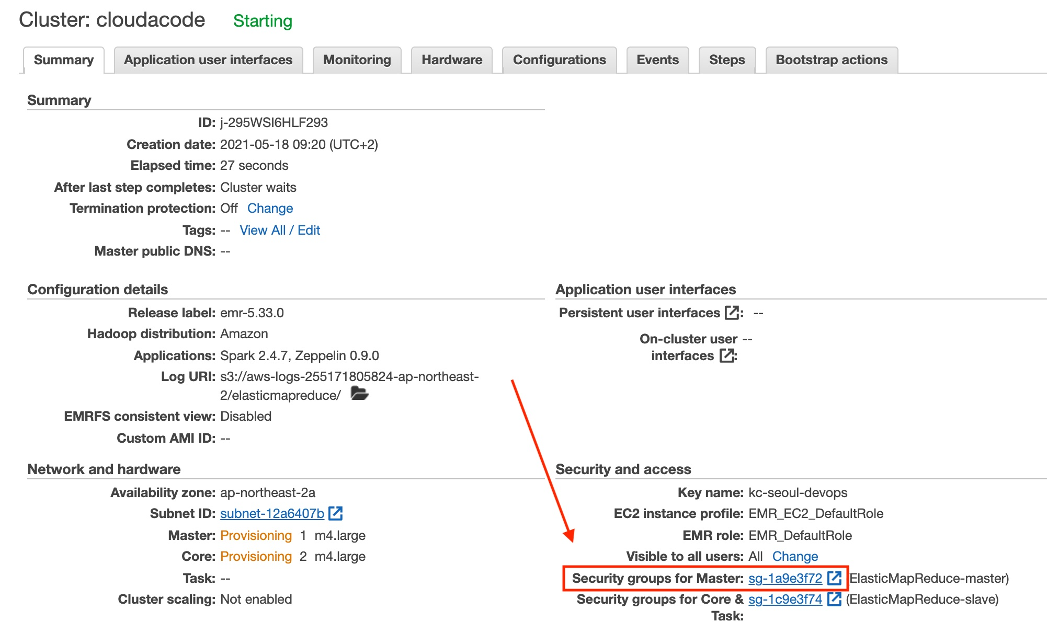 Cluster: cloudacode Starting
Summary Application user interfaces Monitoring Hardware Configurations Events Steps Bootstrap actions
Summary
ID: j-295WSI6HLF293
Creation date: 2021-05-18 09:20 (UTC+2)
Elapsed time: 27 seconds
After last step completes: Cluster waits
Termination protection: Off Change
Tags: -- View All / Edit
Master public DNS: --
Configuration details
Release label: emr-5.33.0
Hadoop distribution: Amazon
Applications: Spark 2.4.7, Zeppelin 0.9.0
Log URI: s3://aws-logs-255171805824-ap-northeast-
2/elasticmapreduce/
EMRFS consistent view: Disabled
Custom AMI ID: --
Application user interfaces
Persistent user interfaces : --
On-cluster user --
interfaces :
Network and hardware
Availability zone: ap-northeast-2a
Subnet ID: subnet-12a6407b
Master: Provisioning 1 m4.large
Core: Provisioning 2 m4.large
Task: --
Cluster scaling: Not enabled
Security and access
Key name: kc-seoul-devops
EC2 instance profile: EMR_EC2_DefaultRole
EMR role: EMR_DefaultRole
Visible to all users: All Change
Security groups for Master: sg-1a9e3f72 ElasticMapReduce-master)
Security groups for Core & sg-1c9e3f74 (ElasticMapReduce-slave)
Task: